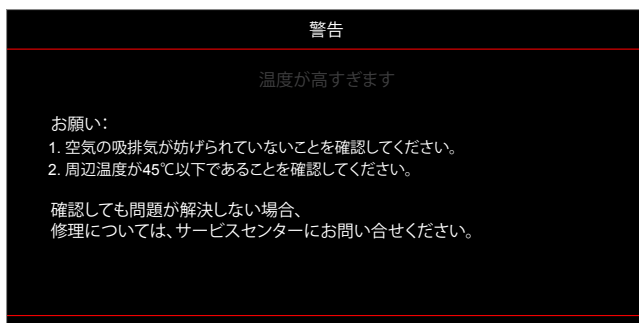 警告
温度が高すぎます
お願い：
1. 空気の吸排気が妨げられていないことを確認してください。
2. 周辺温度が45℃以下であることを確認してください。
確認しても問題が解決しない場合、
修理については、サービスセンターにお問い合せください。